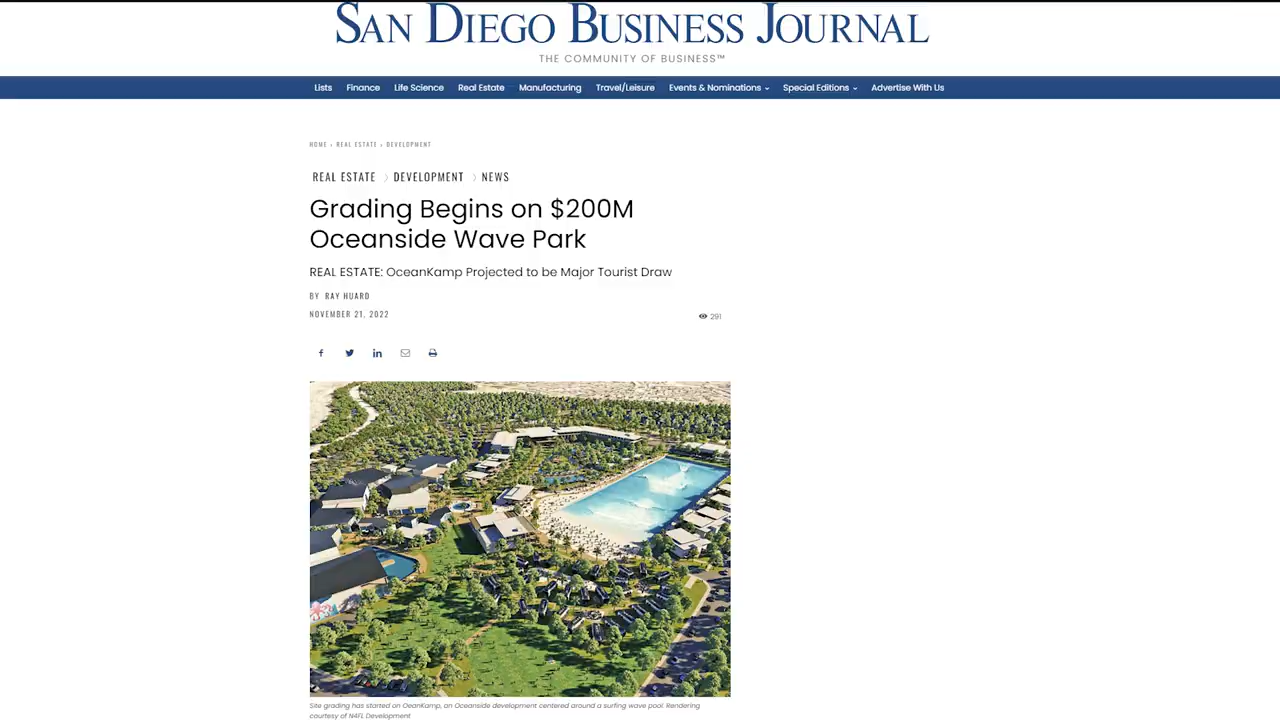 SAN DIEGO BUSINESS JOURNAL
THE COMMUNITY OF BUSINESS™
Lists Finance Life Science Real Estate Manufacturing Travel/Leisure Events & Nominations Special Editions Advertise With Us
HOME › REAL ESTATE › DEVELOPMENT
REAL ESTATE 〉 DEVELOPMENT 〉 NEWS
Grading Begins on $200M
Oceanside Wave Park
REAL ESTATE: OceanKamp Projected to be Major Tourist Draw
BY RAY HUARD
NOVEMBER 21, 2022
291
Site grading has started on OeanKamp, an Oceanside development centered around a surfing wave pool. Rendering
courtesy of N4FL Development